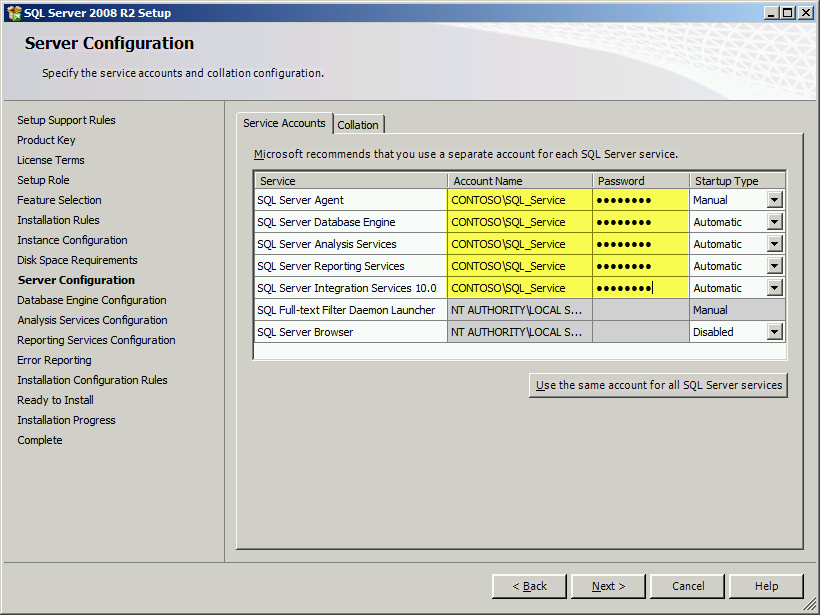 SQL Server 2008 R2 Setup
Server Configuration
Specify the service accounts and collation configuration.
Setup Support Rules
Product Key
License Terms
Setup Role
Feature Selection
Installation Rules
Instance Configuration
Disk Space Requirements
Server Configuration
Database Engine Configuration
Analysis Services Configuration
Reporting Services Configuration
Error Reporting
Installation Configuration Rules
Ready to Install
Installation Progress
Complete
Service Accounts Collation
Microsoft recommends that you use a separate account for each SQL Server service.
Service Account Name Password Startup Type
SQL Server Agent CONTOSO\SQL_Service ●●●●●●●● Manual
SQL Server Database Engine CONTOSO\SQL_Service ●●●●●●●● Automatic
SQL Server Analysis Services CONTOSO\SQL_Service ●●●●●●●● Automatic
SQL Server Reporting Services CONTOSO\SQL_Service ●●●●●●●● Automatic
SQL Server Integration Services 10.0 CONTOSO\SQL_Service ●●●●●●●● Automatic
SQL Full-text Filter Daemon Launcher NT AUTHORITY\LOCAL S... Manual
SQL Server Browser NT AUTHORITY\LOCAL S... Disabled
Use the same account for all SQL Server services
< Back Next > Cancel Help